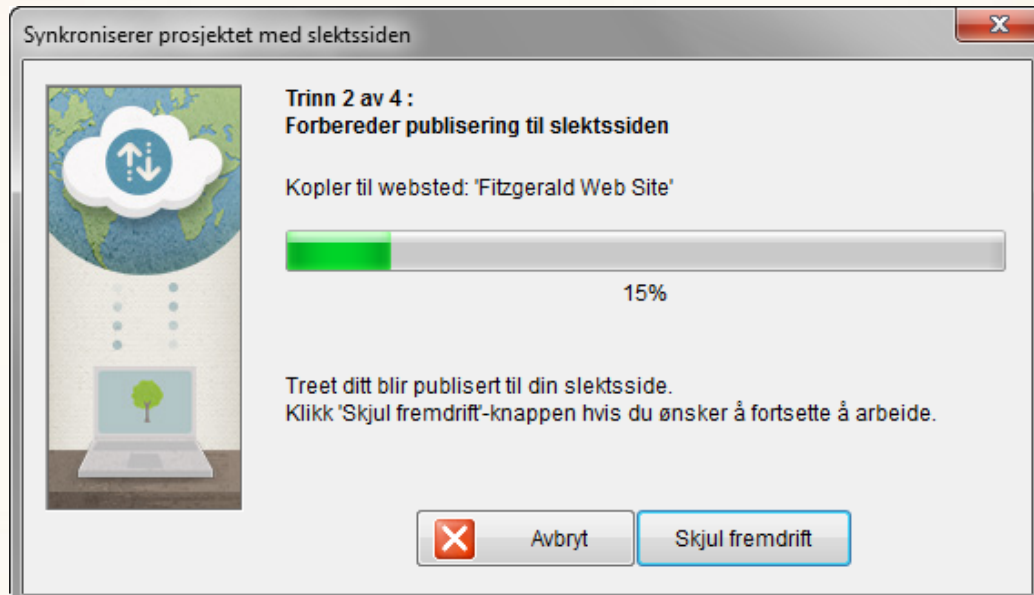 Synkroniserer prosjektet med slektssiden
Trinn 2 av 4 :
Forbereder publisering til slektssiden
Kopler til websted: 'Fitzgerald Web Site'
15%
Treet ditt blir publisert til din slektsside.
Klikk 'Skjul fremdrift'-knappen hvis du ønsker å fortsette å arbeide.
Avbryt
Skjul fremdrift